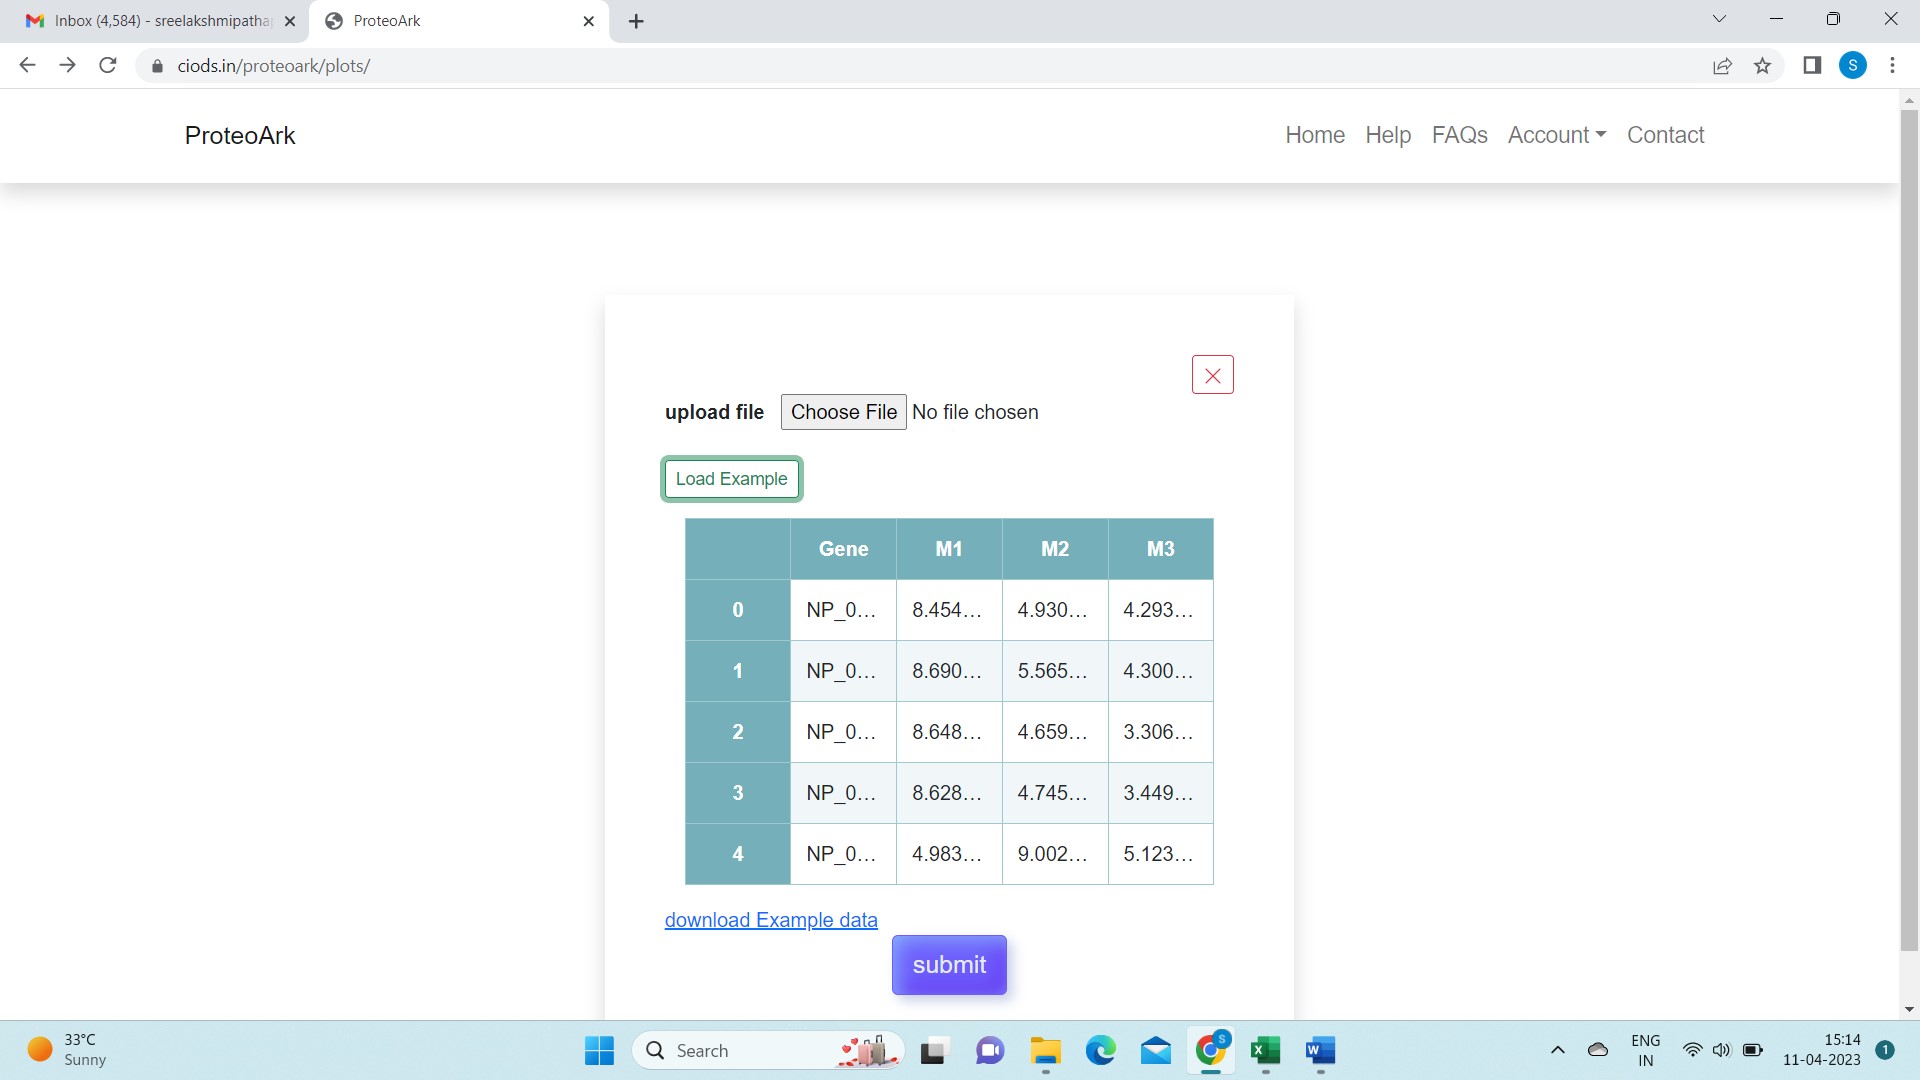 Inbox (4,584) - sreelakshmipatha
ProteoArk
ciods.in/proteoark/plots/
S
ProteoArk
Home Help FAQs Account Contact
upload file Choose File No file chosen
Load Example
Gene M1 M2 M3
0 NP_0... 8.454... 4.930... 4.293...
1 NP_0... 8.690... 5.565... 4.300...
2 NP_0... 8.648... 4.659... 3.306...
3 NP_0... 8.628... 4.745... 3.449...
4 NP_0... 4.983... 9.002... 5.123...
download Example data
submit
33°C
Sunny
Search
S
ENG
IN
15:14
11-04-2023
1